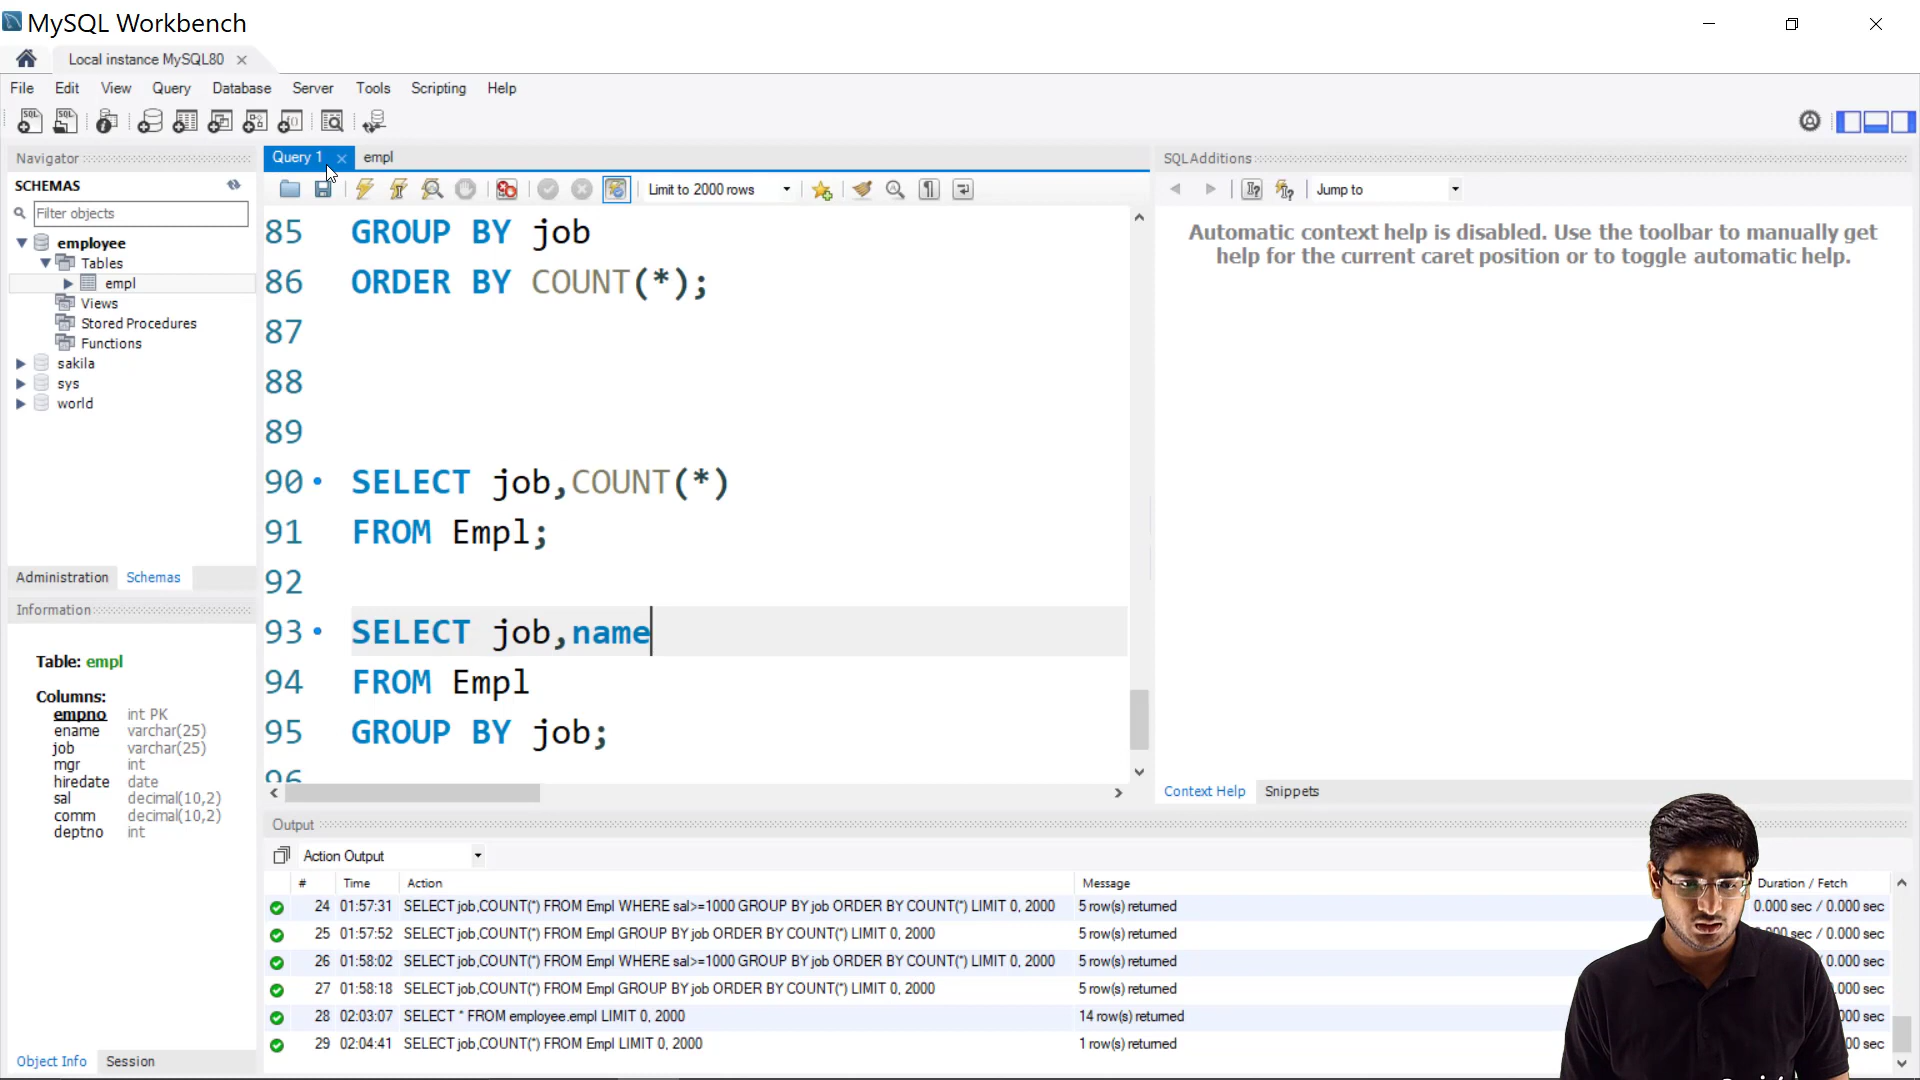 MySQL Workbench
Local instance MySQL80
File Edit View Query Database Server Tools Scripting Help
Navigator
SCHEMAS
Filter objects
employee
Tables
empl
Views
Stored Procedures
Functions
sakila
sys
world
Administration Schemas
Information
Table: empl
Columns:
empno int PK
ename varchar(25)
job varchar(25)
mgr int
hiredate date
sal decimal(10,2)
comm decimal(10,2)
deptno int
Object Info Session
Query 1 empl
Limit to 2000 rows
85 GROUP BY job
86 ORDER BY COUNT(*);
87
88
89
90 SELECT job,COUNT(*)
91 FROM Empl;
92
93 SELECT job,name
94 FROM Empl
95 GROUP BY job;
96
SQLAdditions
Jump to
Automatic context help is disabled. Use the toolbar to manually get
help for the current caret position or to toggle automatic help.
Context Help Snippets
Output
Action Output
# Time Action Message Duration / Fetch
24 01:57:31 SELECT job,COUNT(*) FROM Empl WHERE sal>=1000 GROUP BY job ORDER BY COUNT(*) LIMIT 0, 2000 5 row(s) returned 0.000 sec / 0.000 sec
25 01:57:52 SELECT job,COUNT(*) FROM Empl GROUP BY job ORDER BY COUNT(*) LIMIT 0, 2000 5 row(s) returned sec / 0.000 sec
26 01:58:02 SELECT job,COUNT(*) FROM Empl WHERE sal>=1000 GROUP BY job ORDER BY COUNT(*) LIMIT 0, 2000 5 row(s) returned sec / 0.000 sec
27 01:58:18 SELECT job,COUNT(*) FROM Empl GROUP BY job ORDER BY COUNT(*) LIMIT 0, 2000 5 row(s) returned .000 sec
28 02:03:07 SELECT * FROM employee.empl LIMIT 0, 2000 14 row(s) returned 000 sec
29 02:04:41 SELECT job,COUNT(*) FROM Empl LIMIT 0, 2000 1 row(s) returned 00 sec